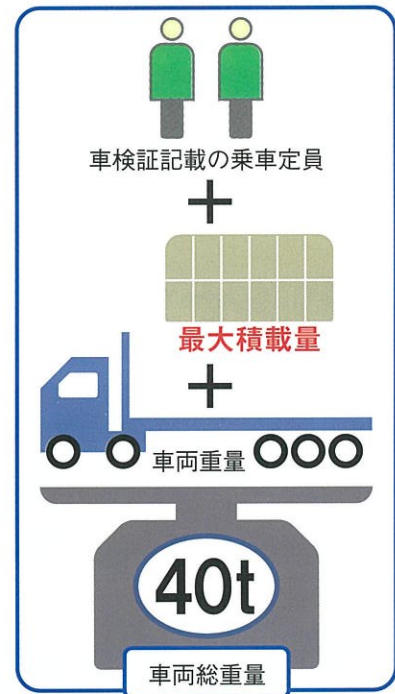 車検証記載の乗車定員
+
最大積載量
+
車両重量
40t
車両総重量